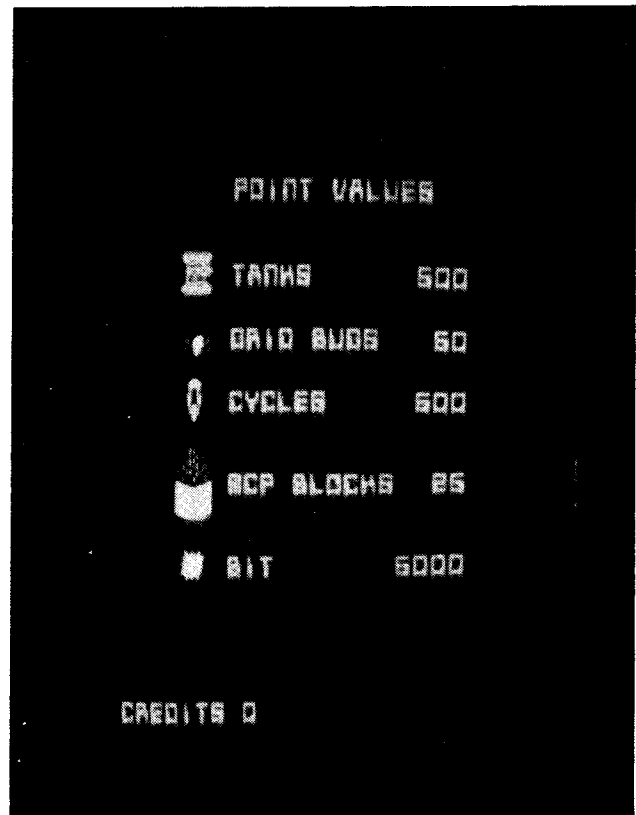 POINT VALUES
TANKS 500
GRID BUGS 50
CYCLES 500
MCP BLOCKS 25
BIT 5000
CREDITS 0